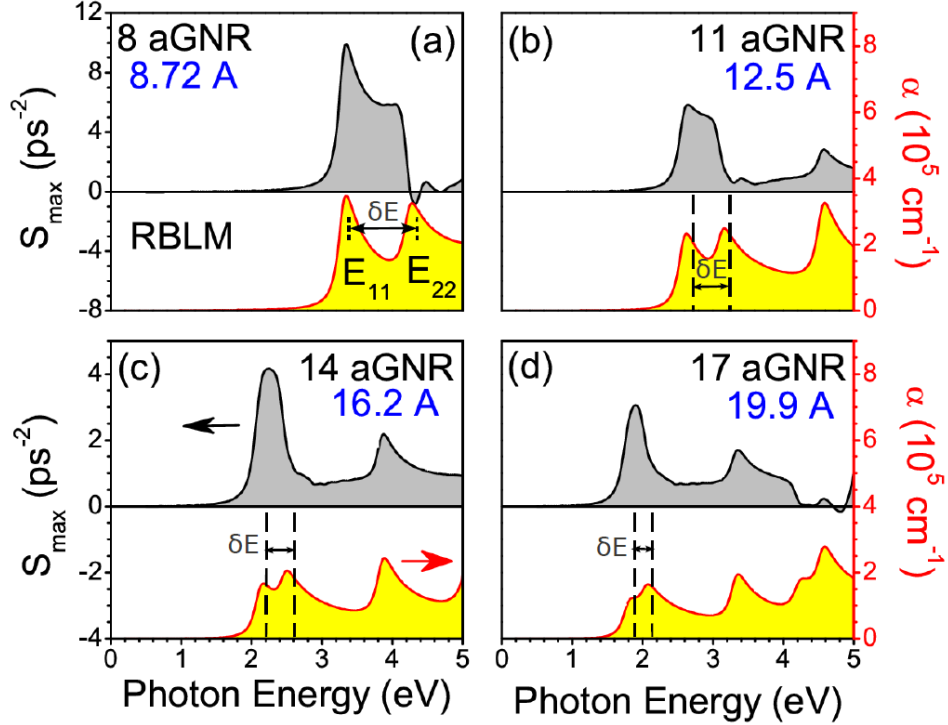 12
8
4
0
-4
-8
S_max (ps^-2)
8 aGNR
8.72 A
(a)
RBLM
δE
E_11
E_22
(b)
11 aGNR
12.5 A
δE
8
6
4
2
0
α (10^5 cm^-1)
4
2
0
-2
-4
S_max (ps^-2)
(c)
14 aGNR
16.2 A
δE
0 1 2 3 4 5
Photon Energy (eV)
(d)
17 aGNR
19.9 A
δE
8
6
4
2
0
α (10^5 cm^-1)
0 1 2 3 4 5
Photon Energy (eV)